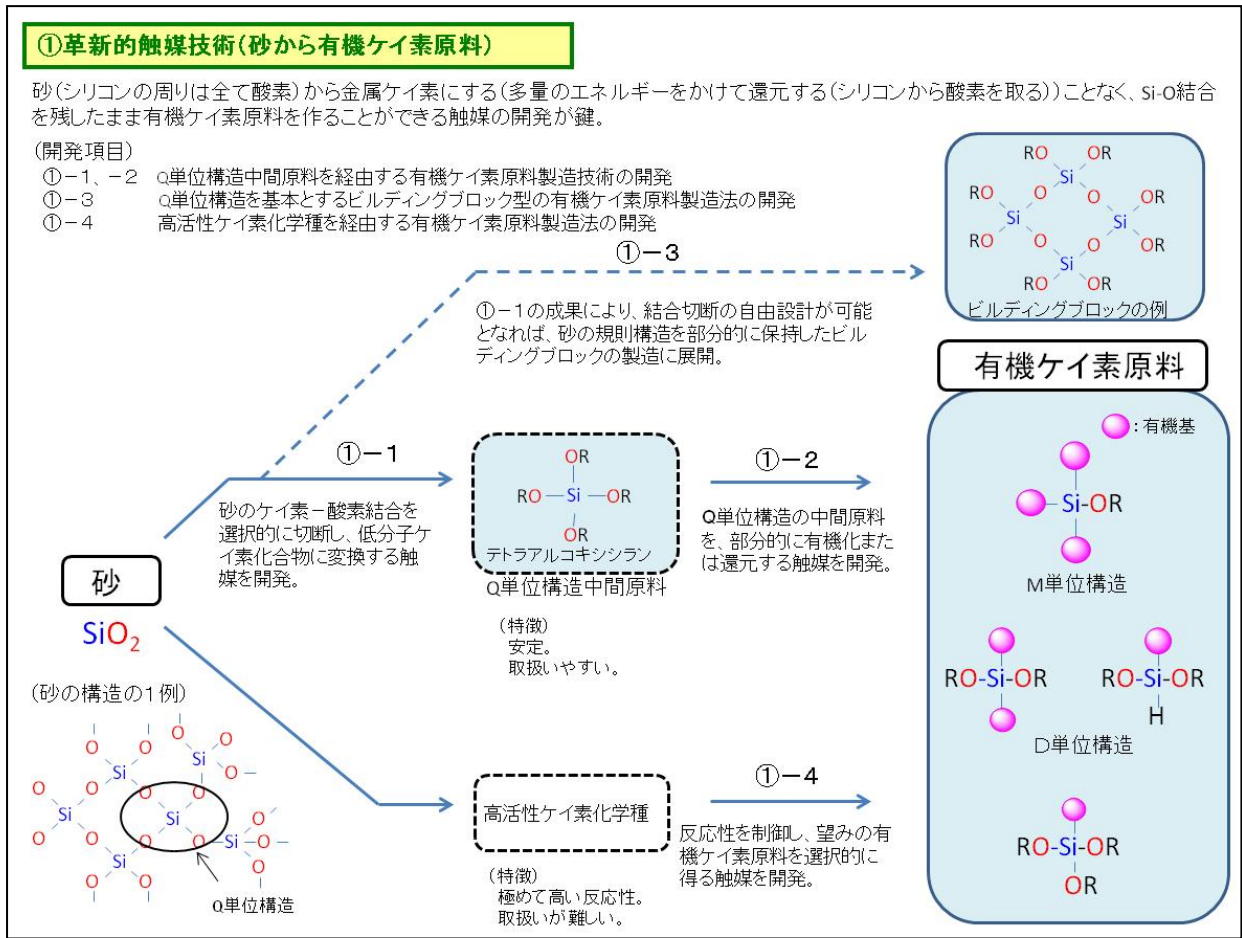 ①革新的触媒技術(砂から有機ケイ素原料)
砂(シリコンの周りは全て酸素)から金属ケイ素にする(多量のエネルギーをかけて還元する(シリコンから酸素を取る))ことなく、Si-O結合
を残したまま有機ケイ素原料を作ることができる触媒の開発が鍵。
(開発項目)
①-1、-2 Q単位構造中間原料を経由する有機ケイ素原料製造技術の開発
①-3 Q単位構造を基本とするビルディングブロック型の有機ケイ素原料製造法の開発
①-4 高活性ケイ素化学種を経由する有機ケイ素原料製造法の開発
RO OR
Si
RO O O OR
Si Si
RO O O OR
Si
RO OR
ビルディングブロックの例
①-3
①-1の成果により、結合切断の自由設計が可能
となれば、砂の規則構造を部分的に保持したビル
ディングブロックの製造に展開。
有機ケイ素原料
:有機基
①-1
砂のケイ素-酸素結合を
選択的に切断し、低分子ケ
イ素化合物に変換する触
媒を開発。
OR
RO-Si-OR
OR
テトラアルコキシシラン
Q単位構造中間原料
(特徴)
安定。
取扱いやすい。
①-2
Q単位構造の中間原料
を、部分的に有機化また
は還元する触媒を開発。
Si-OR
M単位構造
RO-Si-OR RO-Si-OR
H
D単位構造
RO-Si-OR
OR
砂
SiO2
(砂の構造の1例)
O O O O
O Si O Si O
O O O
Si Si O
O O O Si O
Si O
O O
Q単位構造
高活性ケイ素化学種
(特徴)
極めて高い反応性。
取扱いが難しい。
①-4
反応性を制御し、望みの有
機ケイ素原料を選択的に
得る触媒を開発。